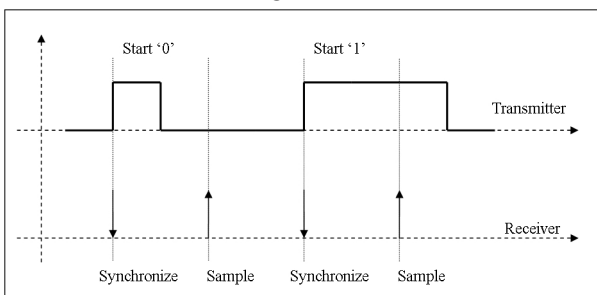 Start ‘0’ Start ‘1’
Transmitter
Receiver
Synchronize Sample Synchronize Sample